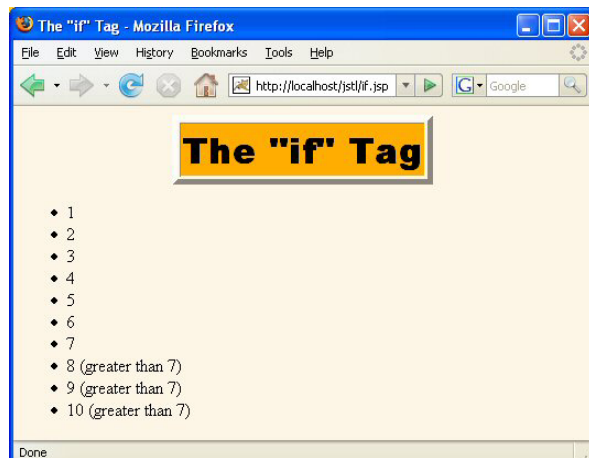 The "if" Tag - Mozilla Firefox
File Edit View History Bookmarks Tools Help
http://localhost/jstl/if.jsp G Google
The "if" Tag
1
2
3
4
5
6
7
8 (greater than 7)
9 (greater than 7)
10 (greater than 7)
Done